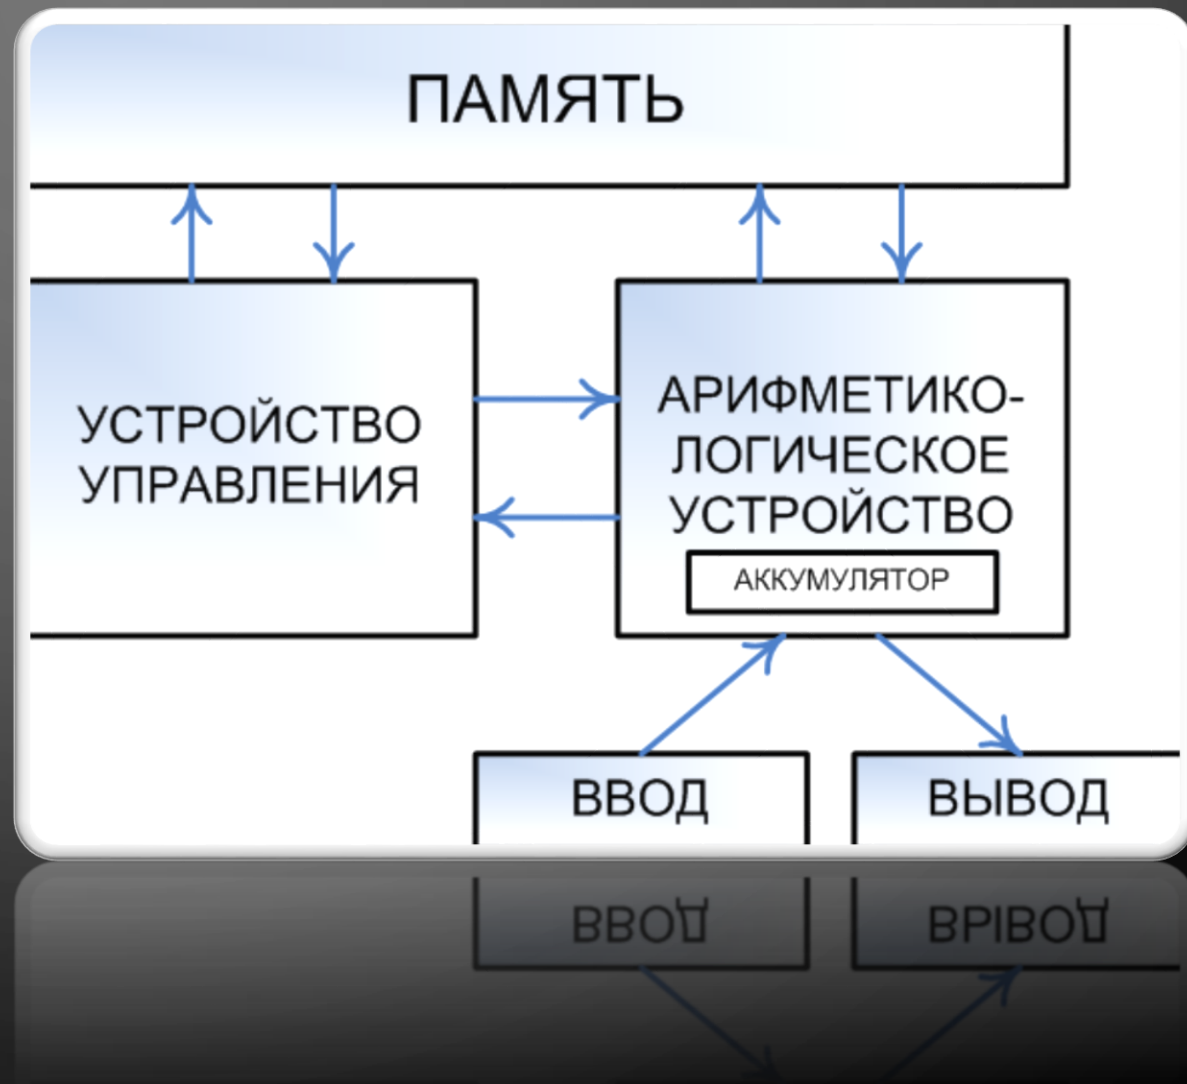 ПАМЯТЬ
УСТРОЙСТВО
УПРАВЛЕНИЯ
АРИФМЕТИКО-
ЛОГИЧЕСКОЕ
УСТРОЙСТВО
АККУМУЛЯТОР
ВВОД
ВЫВОД